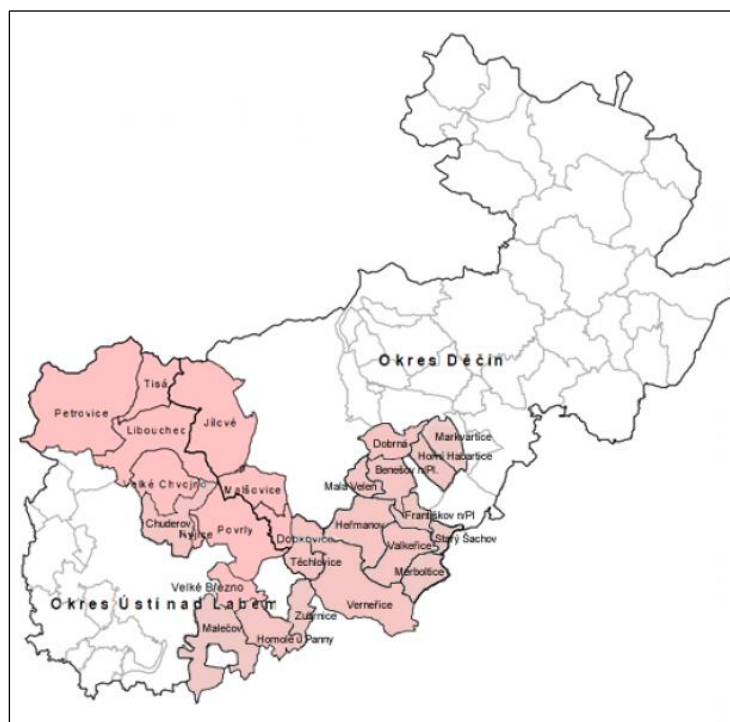 Okres Děčín
Tisá
Petrovice
Jílové
Libouchec
Markvartice
Dobrná
Horní Habartice
Benešov n/Pl.
Velké Chvojno
Malá Veleň
Malšovice
Františkov n/Pl
Chuderov
Heřmanov
Povrly
Ryjice
Dobkovice
Starý Šachov
Valkeřice
Těchlovice
Merboltice
Velké Březno
Okres Ústí nad Labem
Verneřice
Zubrnice
Malečov
Homole u Panny